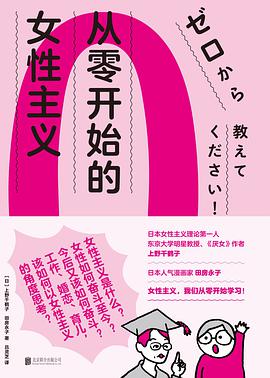 ゼロから
教えて
ください！
从零开始的
女性主义
日本女性主义理论第一人
东京大学明星教授、《厌女》作者
上野千鹤子
日本人气漫画家 田房永子
女性主义，我们从零开始学习！
女性主义是什么？
女性如何奋斗至今？
今后又该如何奋斗？
工作、婚恋、育儿，
该如何以女性主义
的角度思考？
［日］上野千鹤子 田房永子 著
吕灵芝 译
北京联合出版公司